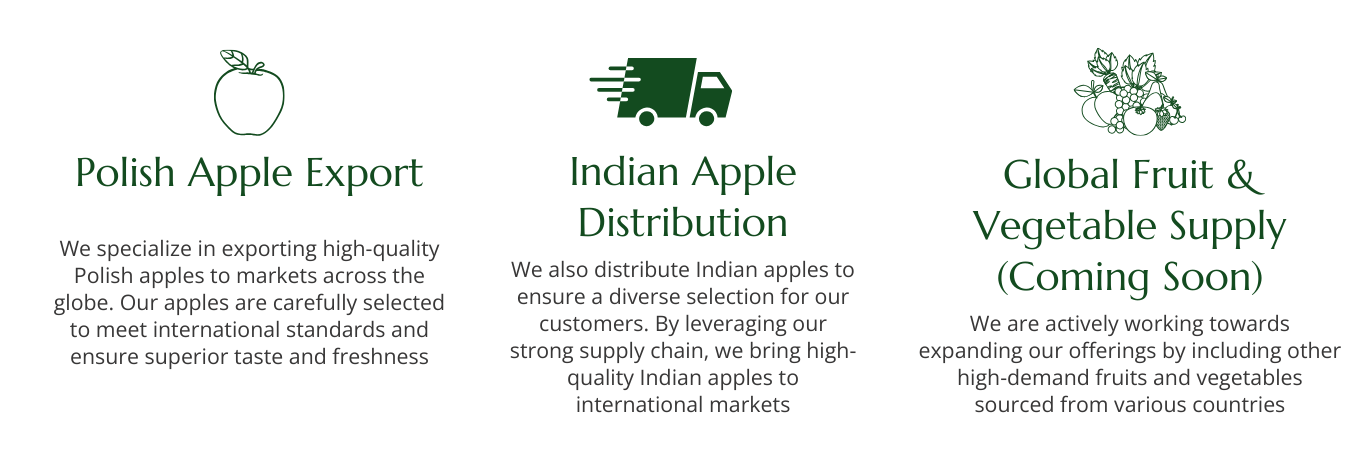 Polish Apple Export
We specialize in exporting high-quality
Polish apples to markets across the
globe. Our apples are carefully selected
to meet international standards and
ensure superior taste and freshness
Indian Apple
Distribution
We also distribute Indian apples to
ensure a diverse selection for our
customers. By leveraging our
strong supply chain, we bring high-
quality Indian apples to
international markets
Global Fruit &
Vegetable Supply
(Coming Soon)
We are actively working towards
expanding our offerings by including other
high-demand fruits and vegetables
sourced from various countries